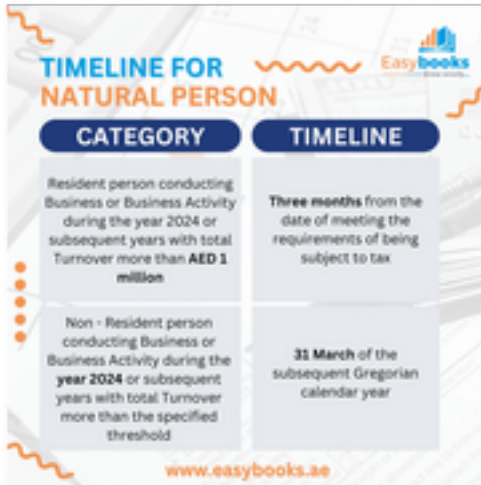 Easybooks
TIMELINE FOR
NATURAL PERSON
CATEGORY
TIMELINE
Resident person conducting
Business or Business Activity
during the year 2024 or
subsequent years with total
Turnover more than AED 1
million
Three months from the
date of meeting the
requirements of being
subject to tax
Non - Resident person
conducting Business or
Business Activity during the
year 2024 or subsequent
years with total Turnover
more than the specified
threshold
31 March of the
subsequent Gregorian
calendar year
www.easybooks.ae